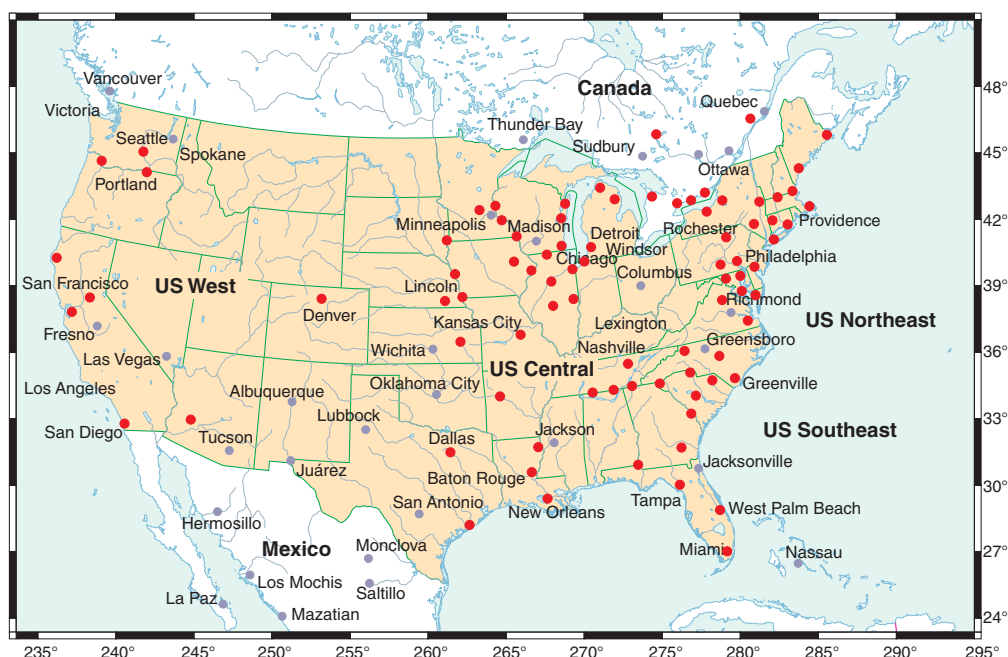 Vancouver
Canada
48°
Victoria
Quebec
Thunder Bay
Seattle
Sudbury
Spokane
45°
Ottawa
Portland
Minneapolis
Madison
Detroit
Rochester
Providence
42°
Windsor
Chicago
Philadelphia
San Francisco
US West
Lincoln
Columbus
39°
Denver
Richmond
Fresno
Kansas City
Lexington
US Northeast
Las Vegas
Wichita
Nashville
Greensboro
36°
Los Angeles
Albuquerque
Oklahoma City
US Central
Greenville
Lubbock
33°
San Diego
Tucson
Dallas
Jackson
US Southeast
Juárez
Baton Rouge
Jacksonville
30°
San Antonio
New Orleans
Tampa
West Palm Beach
Hermosillo
Mexico
Monclova
Miami
Nassau
27°
Los Mochis
Saltillo
La Paz
Mazatian
24°
235° 240° 245° 250° 255° 260° 265° 270° 275° 280° 285° 290° 295°